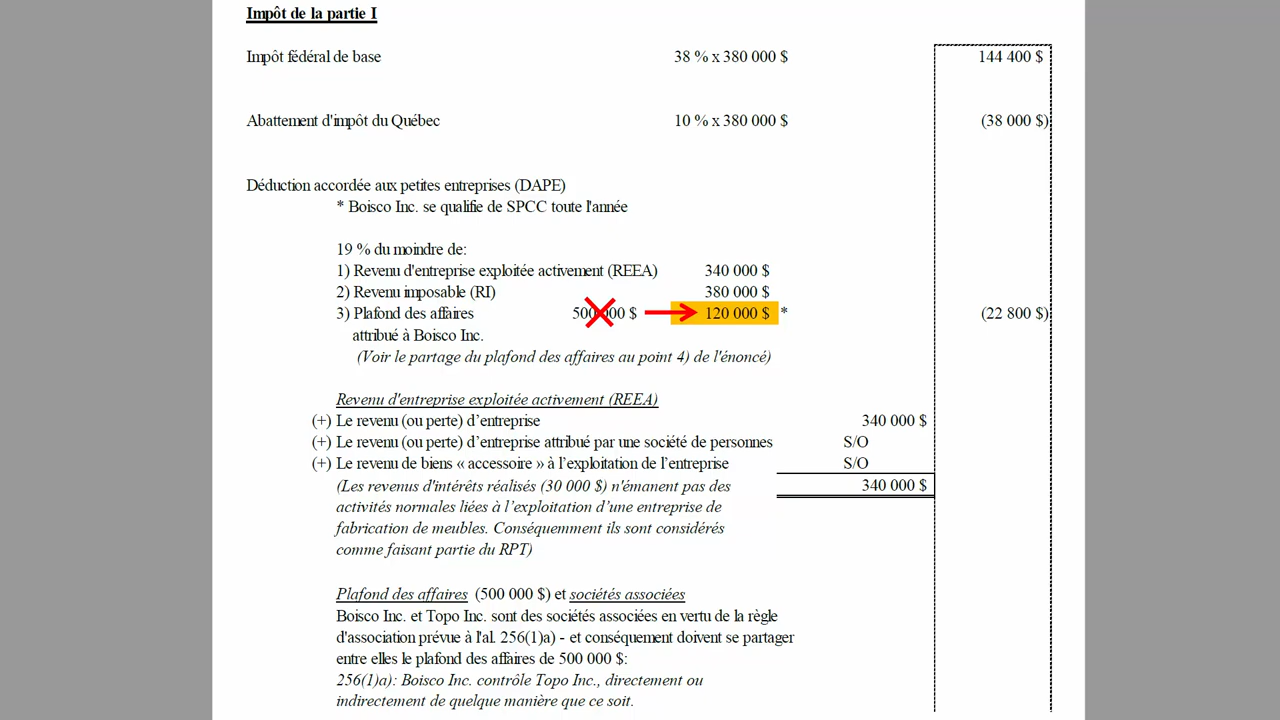 Impôt de la partie I
Impôt fédéral de base 38 % x 380 000 $ 144 400 $
Abattement d'impôt du Québec 10 % x 380 000 $ (38 000 $)
Déduction accordée aux petites entreprises (DAPE)
* Boisco Inc. se qualifie de SPCC toute l'année
19 % du moindre de:
1) Revenu d'entreprise exploitée activement (REEA) 340 000 $
2) Revenu imposable (RI) 380 000 $
3) Plafond des affaires 500 000 $ 120 000 $ * (22 800 $)
attribué à Boisco Inc.
(Voir le partage du plafond des affaires au point 4) de l'énoncé)
Revenu d'entreprise exploitée activement (REEA)
(+) Le revenu (ou perte) d’entreprise 340 000 $
(+) Le revenu (ou perte) d’entreprise attribué par une société de personnes S/O
(+) Le revenu de biens « accessoire » à l’exploitation de l’entreprise S/O
(Les revenus d'intérêts réalisés (30 000 $) n'émanent pas des 340 000 $
activités normales liées à l’exploitation d’une entreprise de
fabrication de meubles. Conséquemment ils sont considérés
comme faisant partie du RPT)
Plafond des affaires (500 000 $) et sociétés associées
Boisco Inc. et Topo Inc. sont des sociétés associées en vertu de la règle
d'association prévue à l'al. 256(1)a) - et conséquement doivent se partager
entre elles le plafond des affaires de 500 000 $:
256(1)a): Boisco Inc. contrôle Topo Inc., directement ou
indirectement de quelque manière que ce soit.